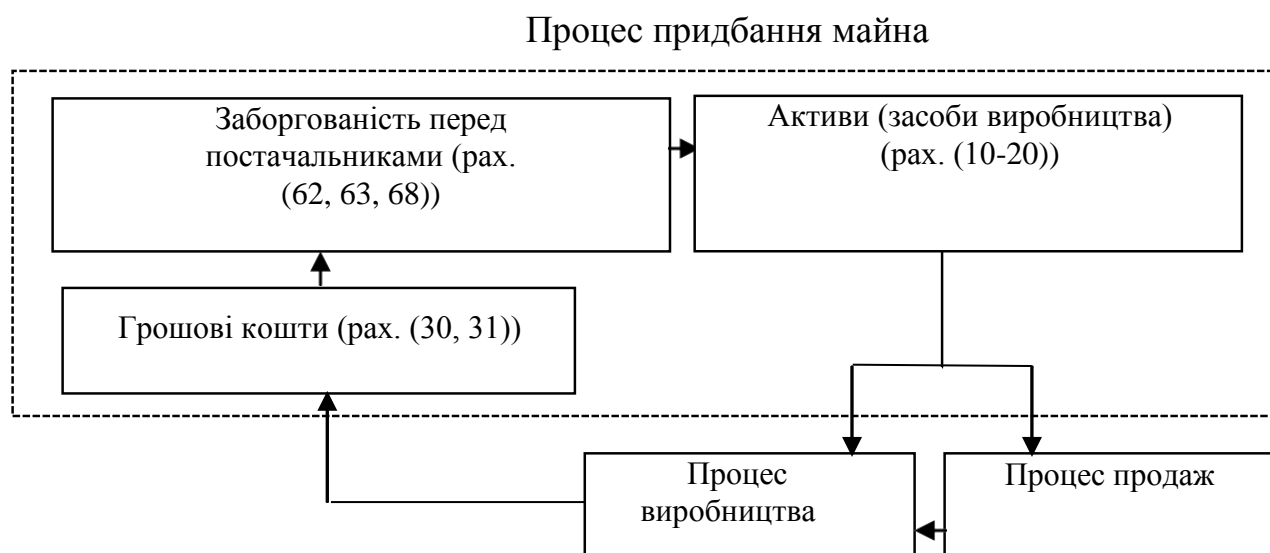 Процес придбання майна
Заборгованість перед
постачальниками (рах.
(62, 63, 68))
Активи (засоби виробництва)
(рах. (10-20))
Грошові кошти (рах. (30, 31))
Процес
виробництва
Процес продаж